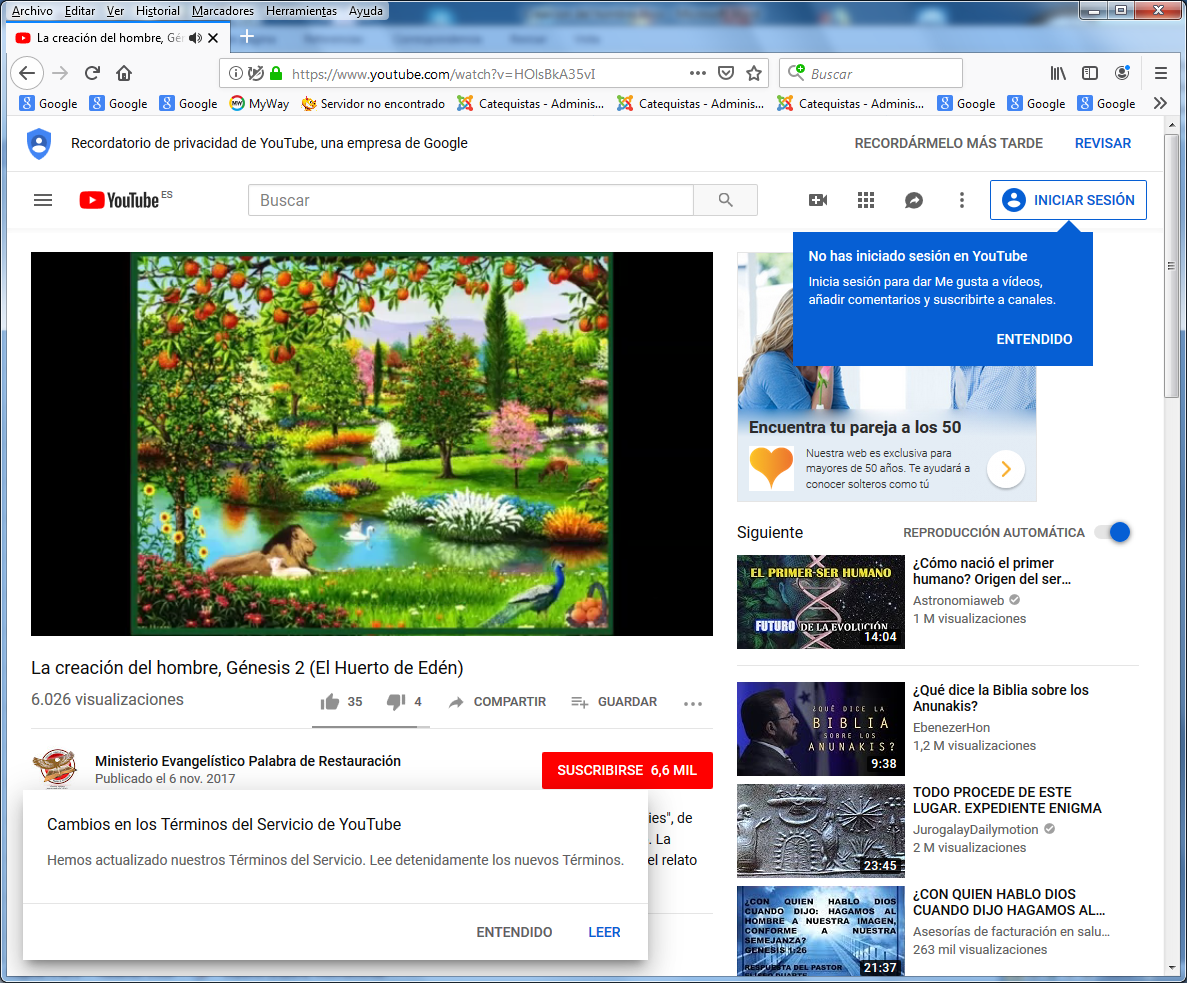 Archivo Editar Ver Historial Marcadores Herramientas Ayuda
La creación del hombre, Gén
https://www.youtube.com/watch?v=HOlsBkA35vI
Buscar
Google Google Google MyWay Servidor no encontrado Catequistas - Adminis... Catequistas - Adminis... Catequistas - Adminis... Google Google Google
Recordatorio de privacidad de YouTube, una empresa de Google
RECORDÁRMELO MÁS TARDE REVISAR
YouTube ES
Buscar
INICIAR SESIÓN
No has iniciado sesión en YouTube
Inicia sesión para dar Me gusta a vídeos,
añadir comentarios y suscribirte a canales.
ENTENDIDO
Encuentra tu pareja a los 50
Nuestra web es exclusiva para
mayores de 50 años. Te ayudará a
conocer solteros como tú
La creación del hombre, Génesis 2 (El Huerto de Edén)
6.026 visualizaciones
35 4 COMPARTIR GUARDAR
Ministerio Evangelístico Palabra de Restauración
Publicado el 6 nov. 2017
SUSCRIBIRSE 6,6 MIL
ies", de
. La
el relato
Cambios en los Términos del Servicio de YouTube
Hemos actualizado nuestros Términos del Servicio. Lee detenidamente los nuevos Términos.
ENTENDIDO LEER
Siguiente
REPRODUCCIÓN AUTOMÁTICA
EL PRIMER SER HUMANO
FUTURO DE LA EVOLUCIÓN
14:04
¿Cómo nació el primer
humano? Origen del ser...
Astronomiaweb
1 M visualizaciones
¿QUÉ DICE LA
BIBLIA
SOBRE LOS
ANUNAKIS?
9:38
¿Qué dice la Biblia sobre los
Anunakis?
EbenezerHon
1,2 M visualizaciones
23:45
TODO PROCEDE DE ESTE
LUGAR. EXPEDIENTE ENIGMA
JurogalayDailymotion
2 M visualizaciones
¿CON QUIEN HABLO DIOS
CUANDO DIJO: HAGAMOS AL
HOMBRE A NUESTRA IMAGEN,
CONFORME A NUESTRA
SEMEJANZA?
GENESIS 1:26
RESPUESTA DEL PASTOR
21:37
¿CON QUIEN HABLO DIOS
CUANDO DIJO HAGAMOS AL...
Asesorías de facturación en salu...
263 mil visualizaciones